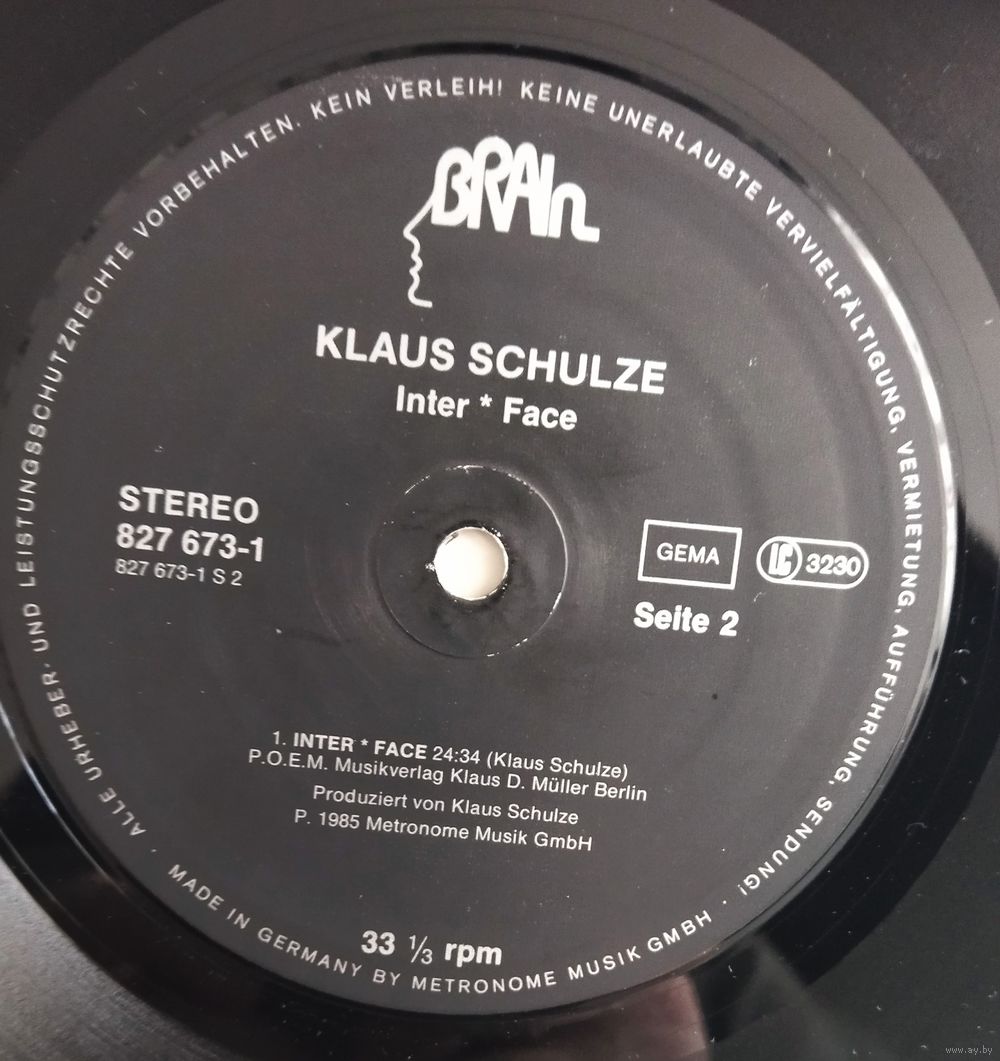 ALLE URHEBER- UND LEISTUNGSSCHUTZRECHTE VORBEHALTEN. KEIN VERLEIH! KEINE UNERLAUBTE VERVIELFÄLTIGUNG, VERMIETUNG, AUFFÜHRUNG, SENDUNG!
BRAIN
KLAUS SCHULZE
Inter * Face
STEREO
827 673-1
827 673-1 S 2
GEMA
LC 3230
Seite 2
1. INTER * FACE 24:34 (Klaus Schulze)
P.O.E.M. Musikverlag Klaus D. Müller Berlin
Produziert von Klaus Schulze
P. 1985 Metronome Musik GmbH
33 1/3 rpm
· MADE IN GERMANY BY METRONOME MUSIK GMBH ·
www.ay.by